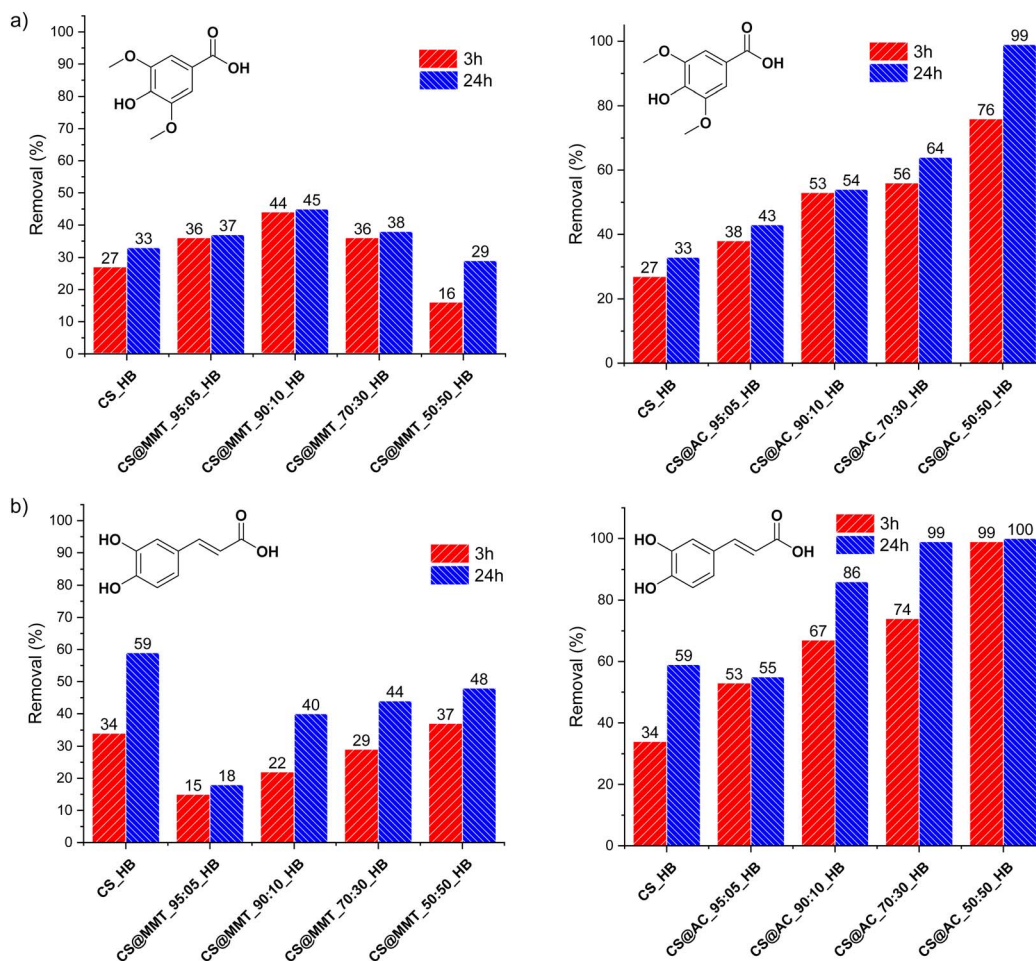 a)
Removal (%)
100
90
80
70
60
50
40
30
20
10
0
O
O
OH
HO
O
3h
24h
27
33
36
37
44
45
36
38
16
29
CS_HB
CS@MMT_95:05_HB
CS@MMT_90:10_HB
CS@MMT_70:30_HB
CS@MMT_50:50_HB
Removal (%)
100
80
60
40
20
0
O
O
OH
HO
O
3h
24h
27
33
38
43
53
54
56
64
76
99
CS_HB
CS@AC_95:05_HB
CS@AC_90:10_HB
CS@AC_70:30_HB
CS@AC_50:50_HB
b)
Removal (%)
100
90
80
70
60
50
40
30
20
10
0
O
HO
OH
HO
3h
24h
34
59
15
18
22
40
29
44
37
48
CS_HB
CS@MMT_95:05_HB
CS@MMT_90:10_HB
CS@MMT_70:30_HB
CS@MMT_50:50_HB
Removal (%)
100
80
60
40
20
0
O
HO
OH
HO
3h
24h
34
59
53
55
67
86
74
99
99
100
CS_HB
CS@AC_95:05_HB
CS@AC_90:10_HB
CS@AC_70:30_HB
CS@AC_50:50_HB